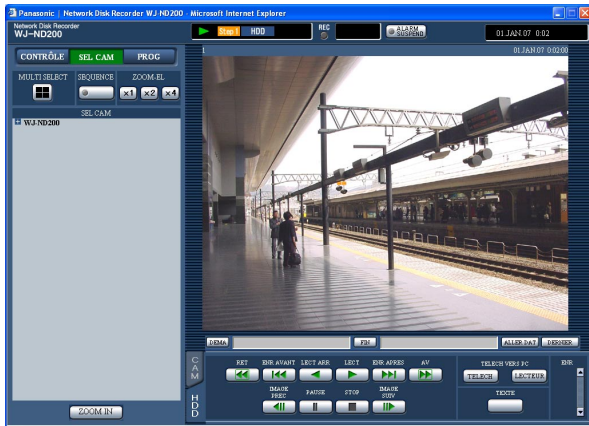 Panasonic | Network Disk Recorder WJ-ND200 - Microsoft Internet Explorer
Network Disk Recorder
WJ-ND200
Step1 HDD
REC
ALARM
SUSPEND
01.JAN.07 0:02
CONTRÔLE SEL CAM PROG
1
01.JAN.07 0:02:00
MULTI SELECT SEQUENCE ZOOM-EL
x1 x2 x4
SEL CAM
WJ-ND200
DEMA FIN ALLER DAT DERNIER
CAM
RET ENR AVANT LECT ARR LECT ENR APRES AV
TELECH VERS PC
ENR
TELECH LECTEUR
HDD
IMAGE PREC PAUSE STOP IMAGE SUIV
TEXTE
ZOOM IN